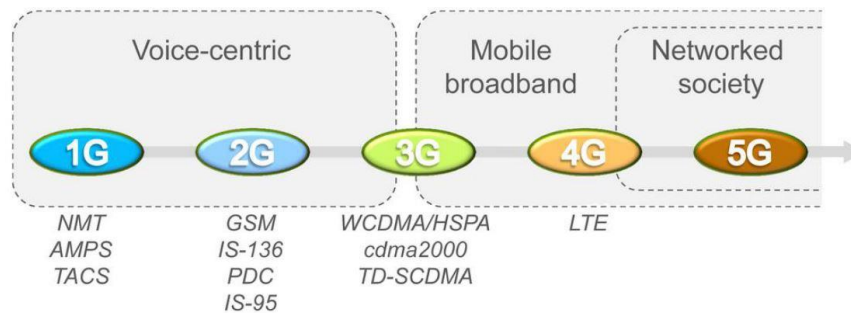 Voice-centric
Mobile
broadband
Networked
society
1G
2G
3G
4G
5G
NMT
AMPS
TACS
GSM
IS-136
PDC
IS-95
WCDMA/HSPA
cdma2000
TD-SCDMA
LTE